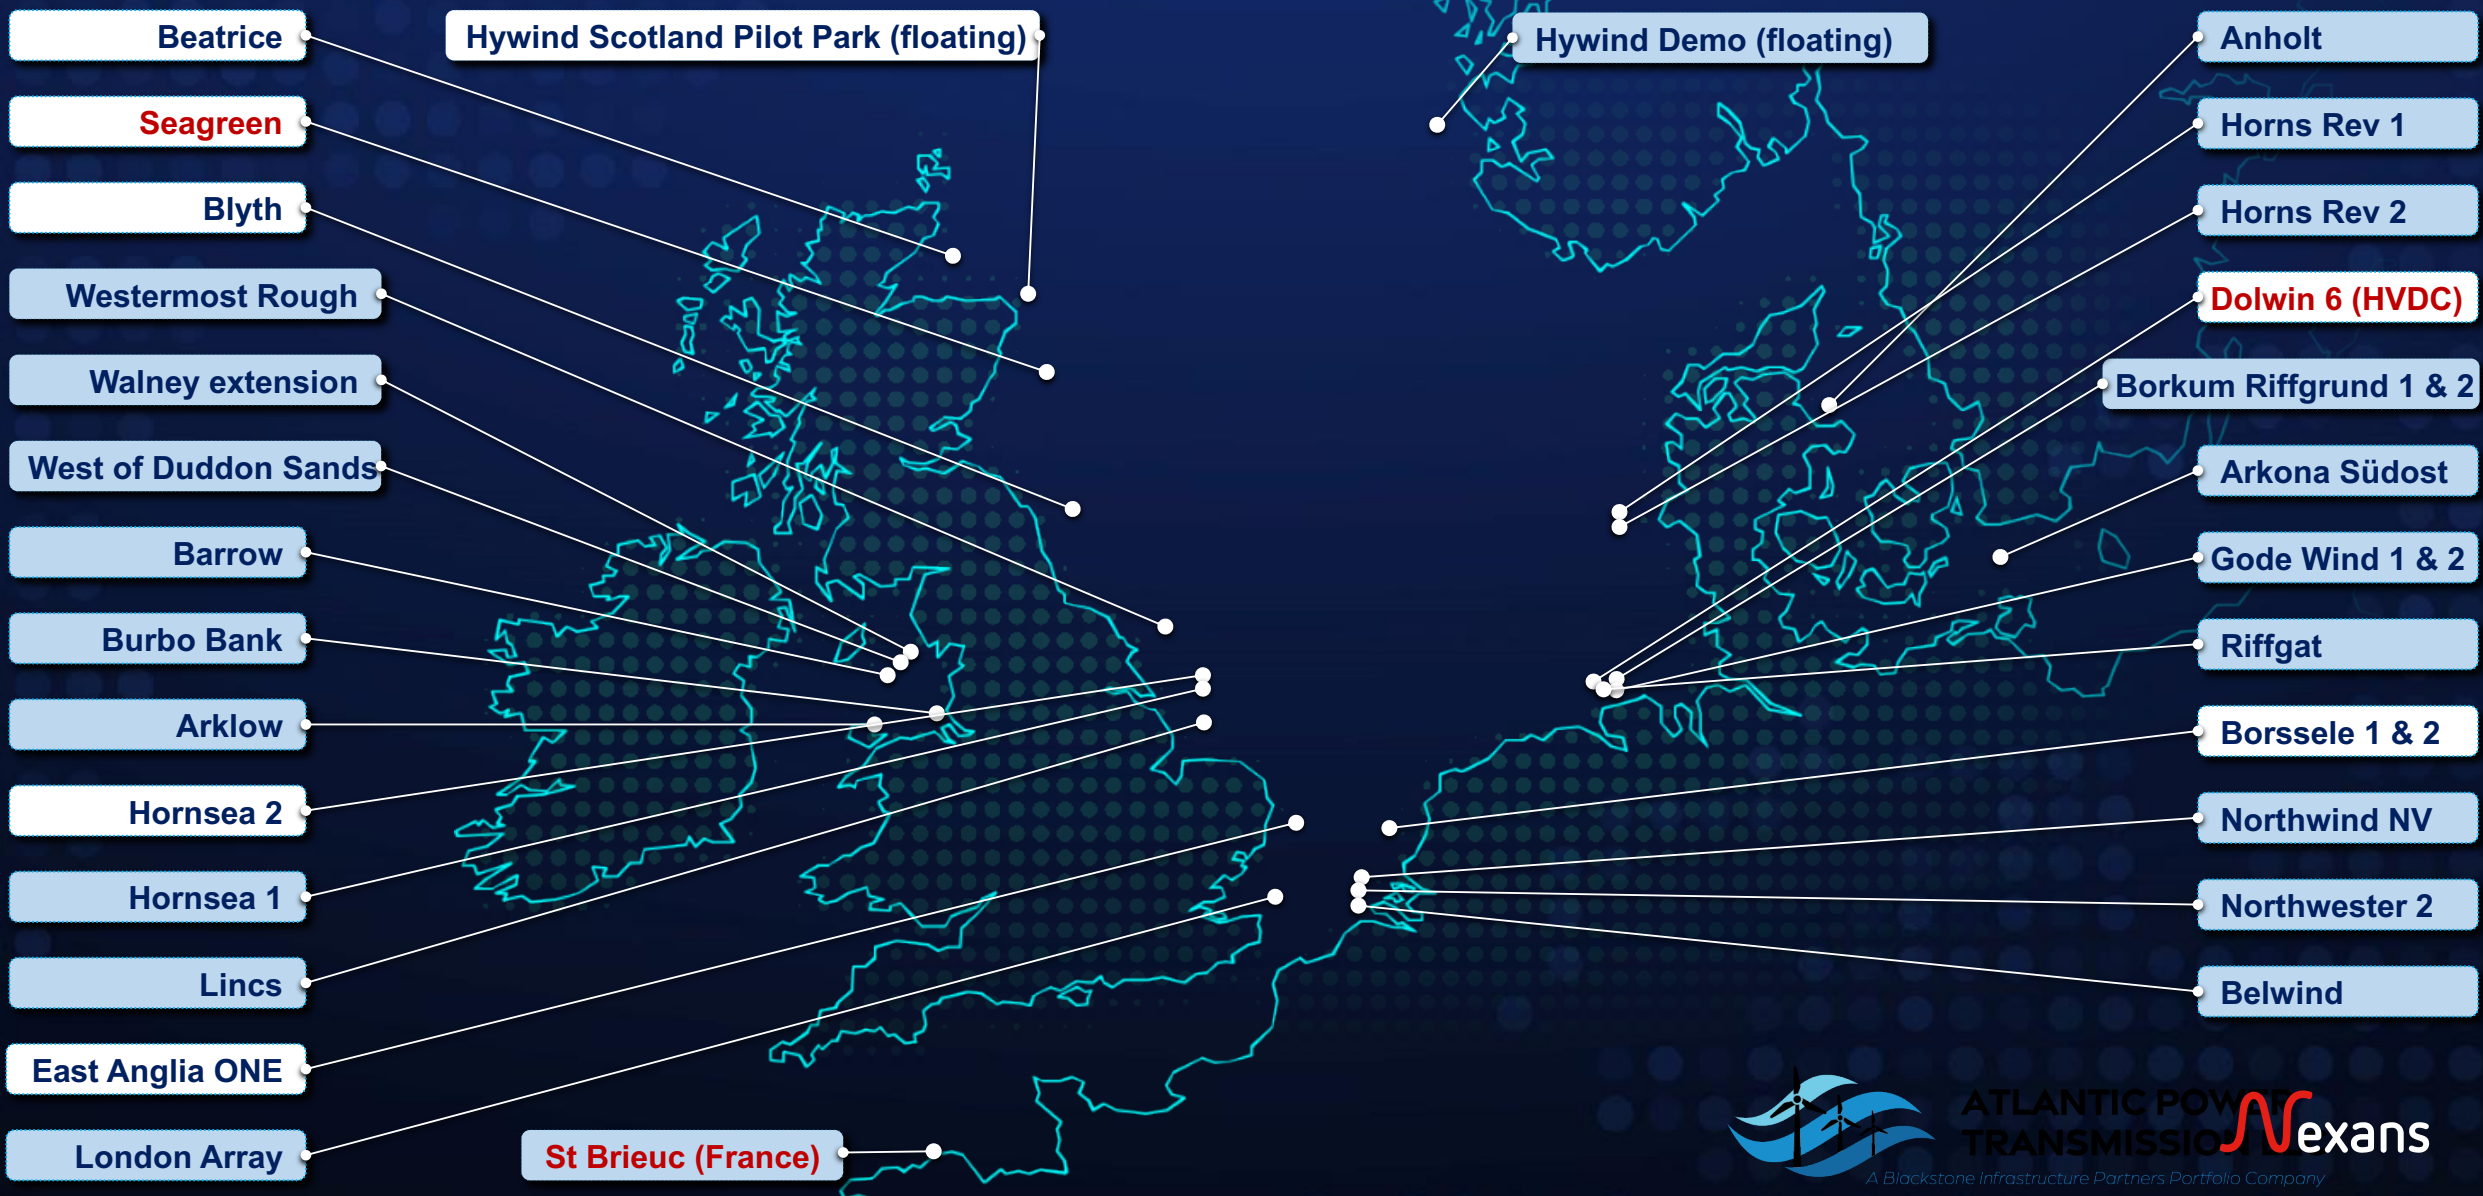 Beatrice
Hywind Scotland Pilot Park (floating)
Hywind Demo (floating)
Anholt
Seagreen
Horns Rev 1
Blyth
Horns Rev 2
Westermost Rough
Dolwin 6 (HVDC)
Walney extension
Borkum Riffgrund 1 & 2
West of Duddon Sands
Arkona Südost
Barrow
Gode Wind 1 & 2
Burbo Bank
Riffgat
Arklow
Borssele 1 & 2
Hornsea 2
Northwind NV
Hornsea 1
Northwester 2
Lincs
Belwind
East Anglia ONE
London Array
St Brieuc (France)
ATLANTIC POWER
TRANSMISSION
Nexans
A Blackstone Infrastructure Partners Portfolio Company